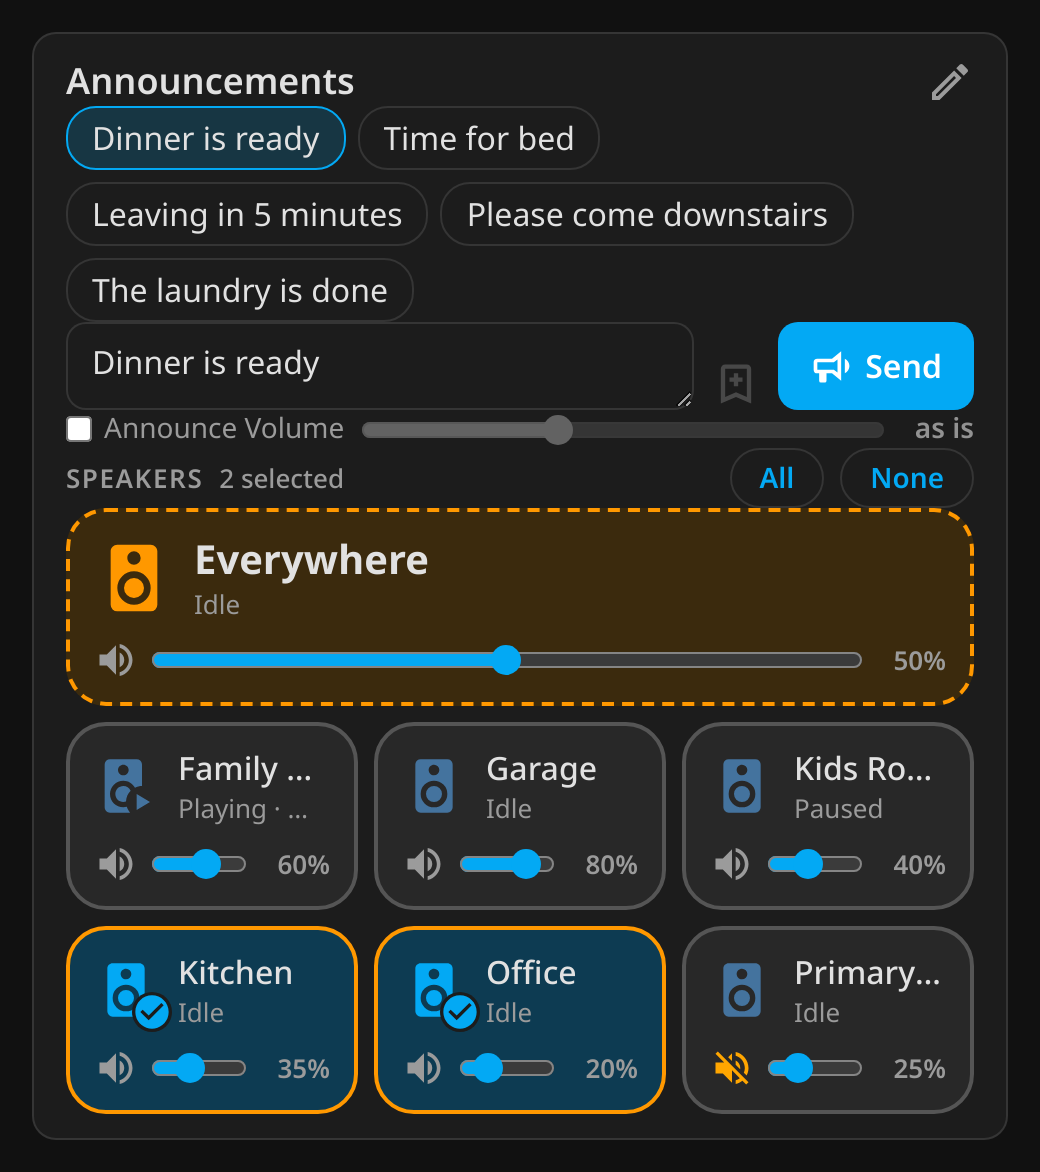 Announcements
Dinner is ready
Time for bed
Leaving in 5 minutes
Please come downstairs
The laundry is done
Dinner is ready
Send
Announce Volume
as is
SPEAKERS 2 selected
All
None
Everywhere
Idle
50%
Family ...
Playing · ...
60%
Garage
Idle
80%
Kids Ro...
Paused
40%
Kitchen
Idle
35%
Office
Idle
20%
Primary...
Idle
25%